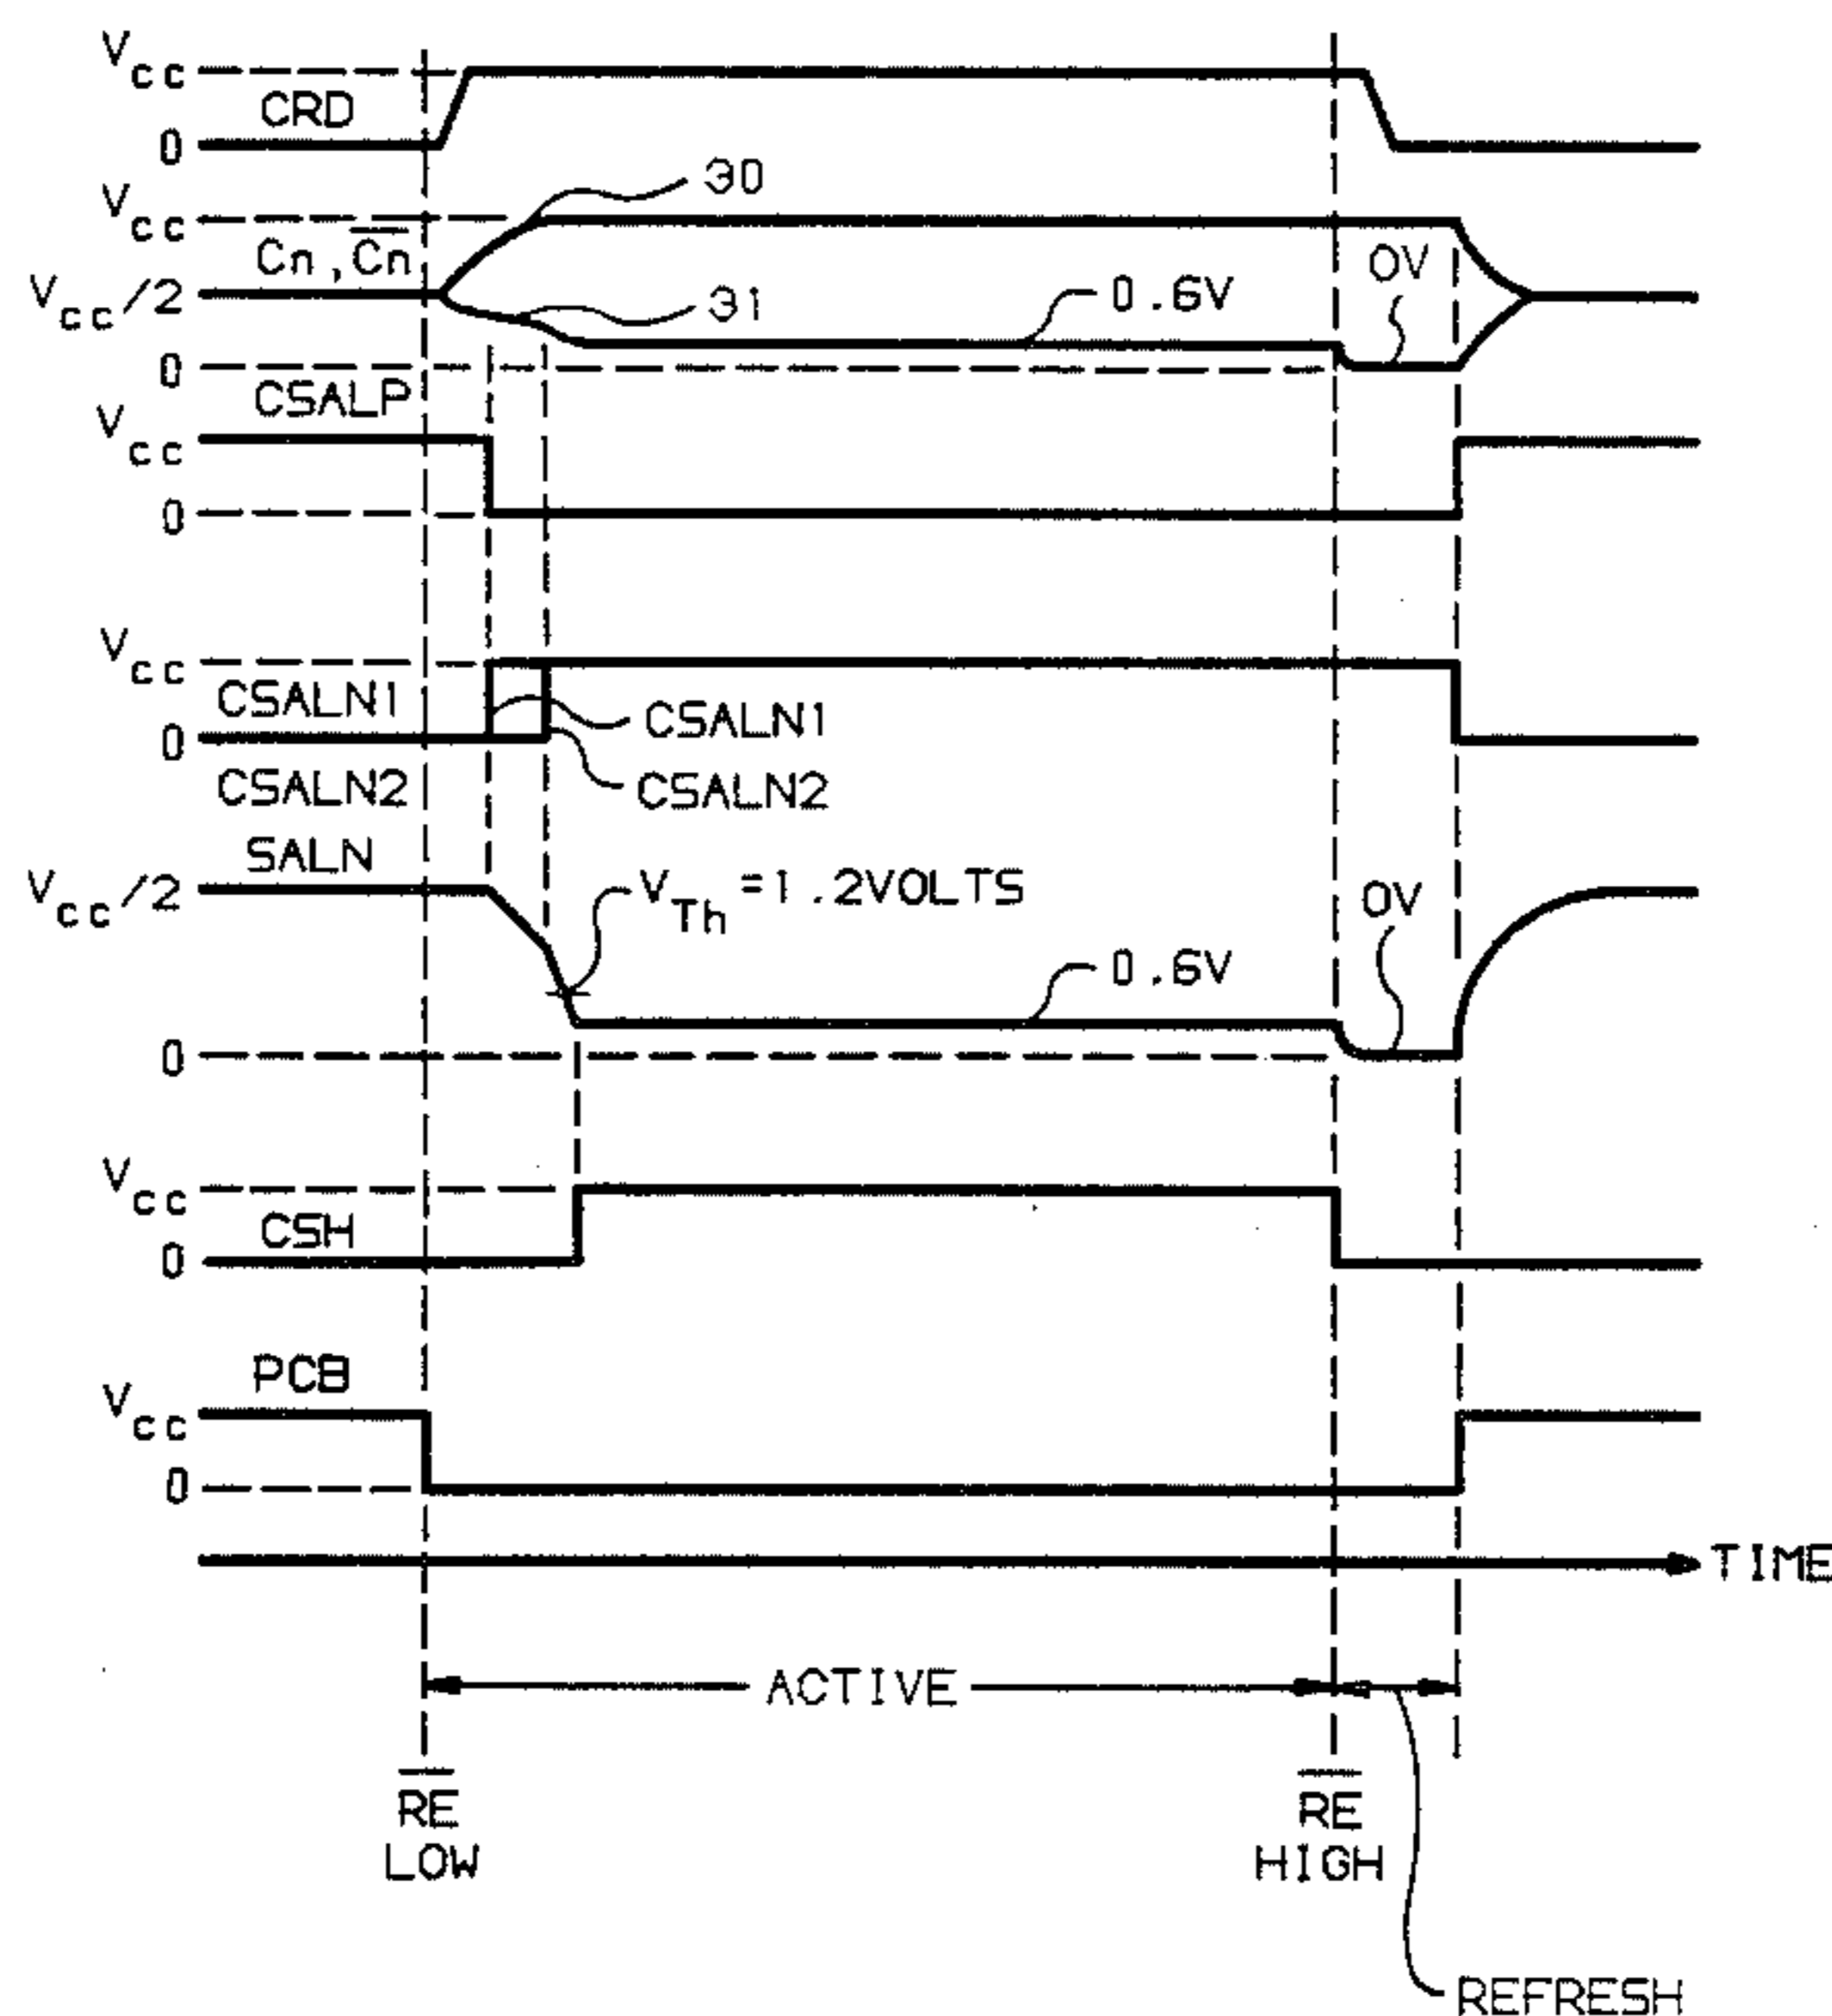 Vcc
CRD
0
30
Vcc
Cn, C̅n̅
0V
Vcc/2
31
0.6V
0
CSALP
Vcc
0
Vcc
CSALN1
CSALN1
0
CSALN2
CSALN2
SALN
Vcc/2
VTh =1.2VOLTS
0V
0.6V
0
Vcc
CSH
0
PCB
Vcc
0
TIME
ACTIVE
R̅E̅
LOW
R̅E̅
HIGH
REFRESH